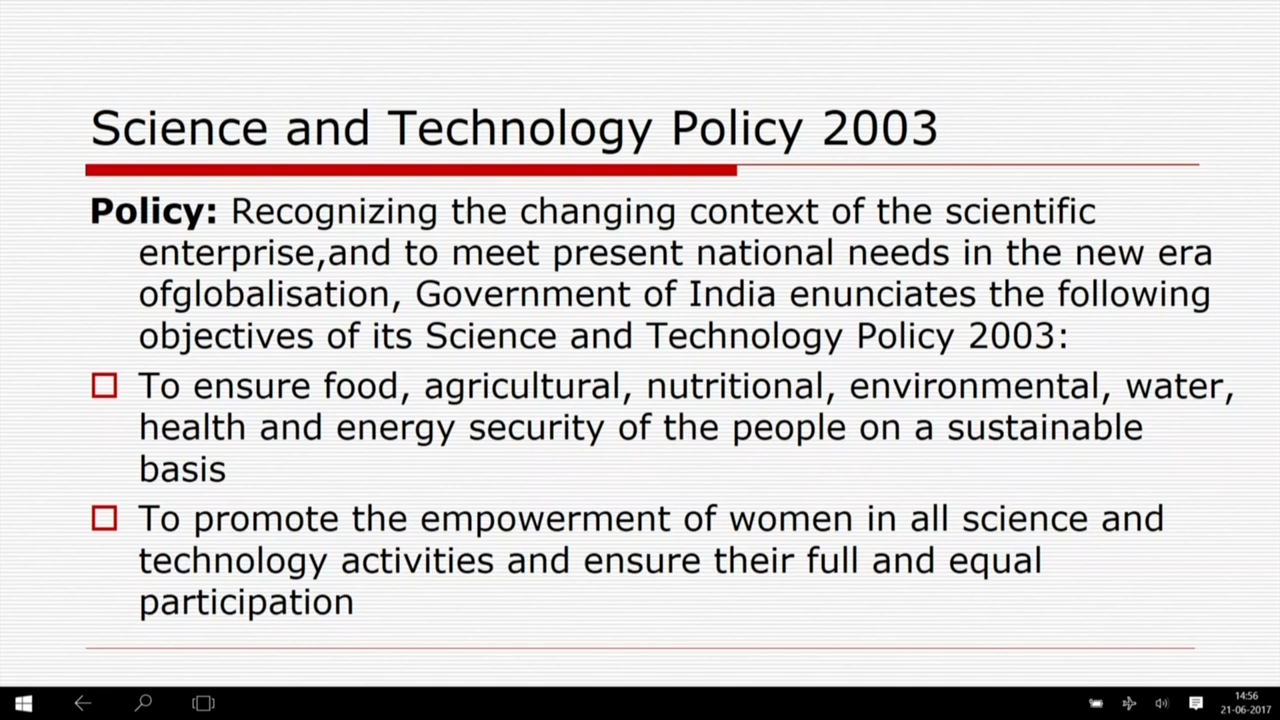 Science and Technology Policy 2003
Policy: Recognizing the changing context of the scientific
enterprise,and to meet present national needs in the new era
ofglobalisation, Government of India enunciates the following
objectives of its Science and Technology Policy 2003:
To ensure food, agricultural, nutritional, environmental, water,
health and energy security of the people on a sustainable
basis
To promote the empowerment of women in all science and
technology activities and ensure their full and equal
participation
14:56
21-06-2017